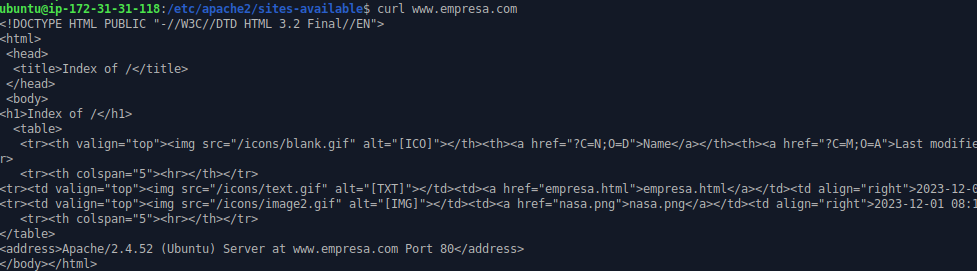 ubuntu@ip-172-31-31-118:/etc/apache2/sites-available$ curl www.empresa.com
<!DOCTYPE HTML PUBLIC "-//W3C//DTD HTML 3.2 Final//EN">
<html>
 <head>
  <title>Index of /</title>
 </head>
 <body>
<h1>Index of /</h1>
  <table>
   <tr><th valign="top"><img src="/icons/blank.gif" alt="[ICO]"></th><th><a href="?C=N;O=D">Name</a></th><th><a href="?C=M;O=A">Last modifie
r>
   <tr><th colspan="5"><hr></th></tr>
<tr><td valign="top"><img src="/icons/text.gif" alt="[TXT]"></td><td><a href="empresa.html">empresa.html</a></td><td align="right">2023-12-0
<tr><td valign="top"><img src="/icons/image2.gif" alt="[IMG]"></td><td><a href="nasa.png">nasa.png</a></td><td align="right">2023-12-01 08:1
   <tr><th colspan="5"><hr></th></tr>
</table>
<address>Apache/2.4.52 (Ubuntu) Server at www.empresa.com Port 80</address>
</body></html>